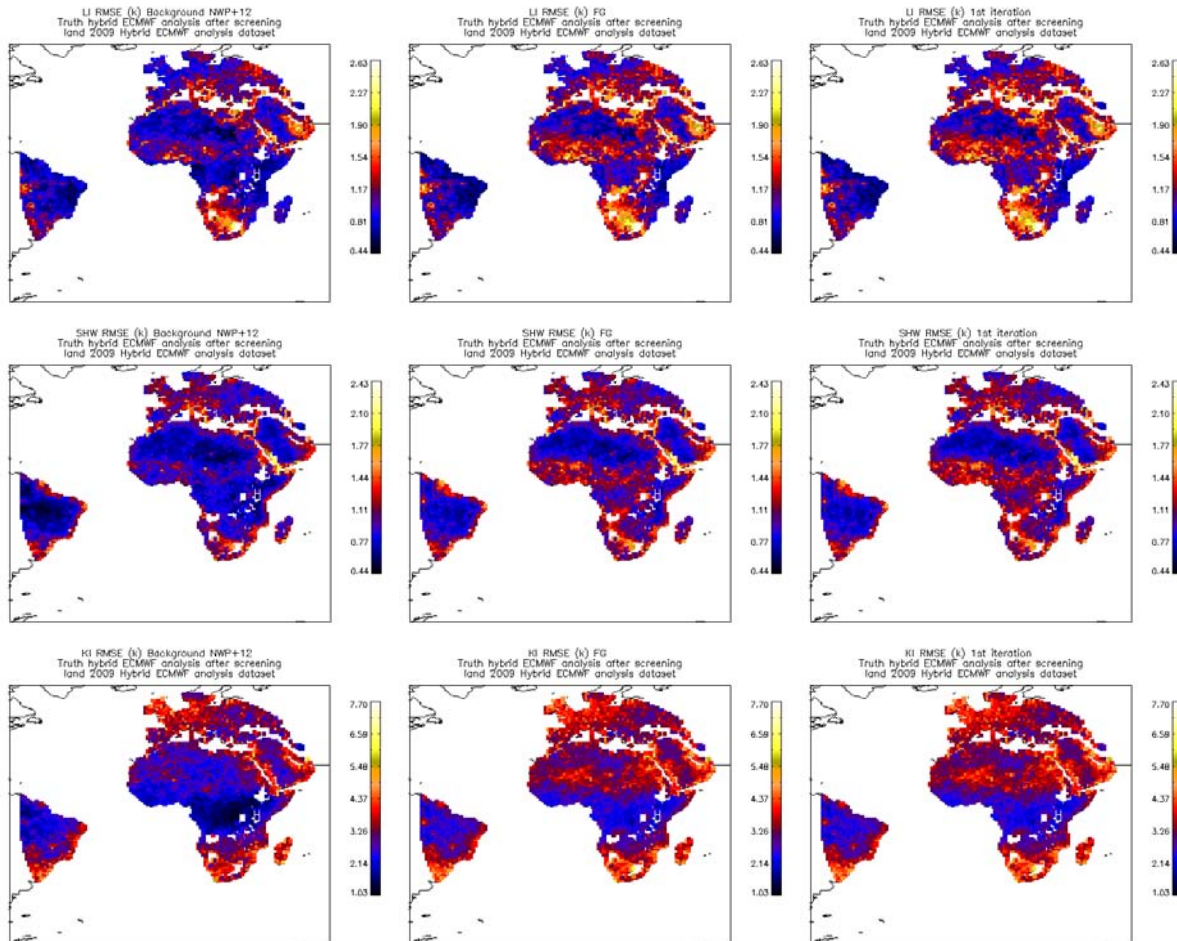 LI RMSE (k) Background NWP+12
Truth hybrid ECMWF analysis after screening
land 2009 Hybrid ECMWF analysis dataset
2.63
2.27
1.90
1.54
1.17
0.81
0.44
LI RMSE (k) FG
Truth hybrid ECMWF analysis after screening
land 2009 Hybrid ECMWF analysis dataset
2.63
2.27
1.90
1.54
1.17
0.81
0.44
LI RMSE (k) 1st iteration
Truth hybrid ECMWF analysis after screening
land 2009 Hybrid ECMWF analysis dataset
2.63
2.27
1.90
1.54
1.17
0.81
0.44
SHW RMSE (k) Background NWP+12
Truth hybrid ECMWF analysis after screening
land 2009 Hybrid ECMWF analysis dataset
2.43
2.10
1.77
1.44
1.11
0.77
0.44
SHW RMSE (k) FG
Truth hybrid ECMWF analysis after screening
land 2009 Hybrid ECMWF analysis dataset
2.43
2.10
1.77
1.44
1.11
0.77
0.44
SHW RMSE (k) 1st iteration
Truth hybrid ECMWF analysis after screening
land 2009 Hybrid ECMWF analysis dataset
2.43
2.10
1.77
1.44
1.11
0.77
0.44
KI RMSE (k) Background NWP+12
Truth hybrid ECMWF analysis after screening
land 2009 Hybrid ECMWF analysis dataset
7.70
6.59
5.48
4.37
3.26
2.14
1.03
KI RMSE (k) FG
Truth hybrid ECMWF analysis after screening
land 2009 Hybrid ECMWF analysis dataset
7.70
6.59
5.48
4.37
3.26
2.14
1.03
KI RMSE (k) 1st iteration
Truth hybrid ECMWF analysis after screening
land 2009 Hybrid ECMWF analysis dataset
7.70
6.59
5.48
4.37
3.26
2.14
1.03